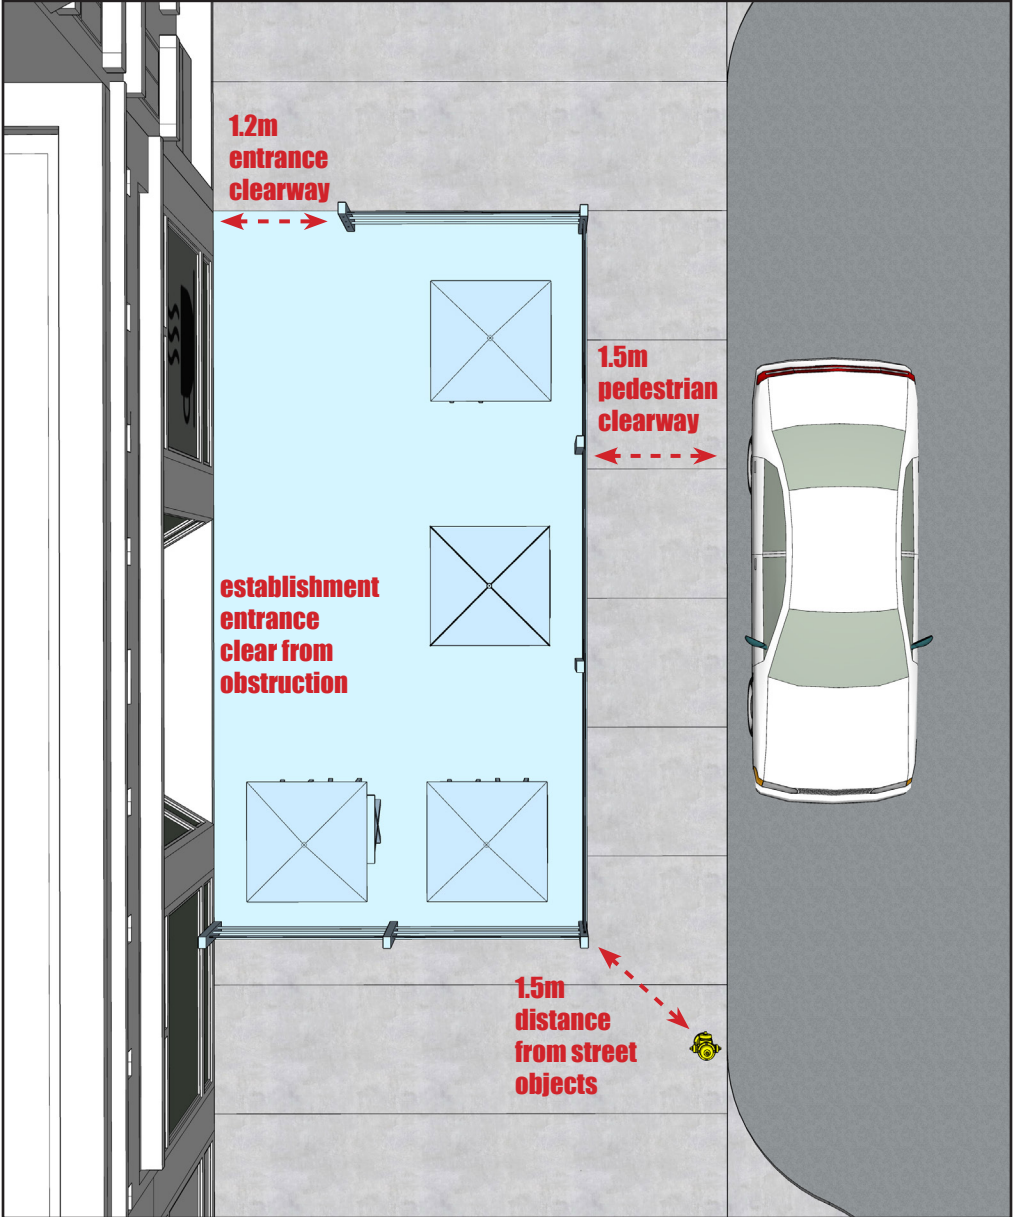 1.2m
entrance
clearway
1.5m
pedestrian
clearway
establishment
entrance
clear from
obstruction
1.5m
distance
from street
objects